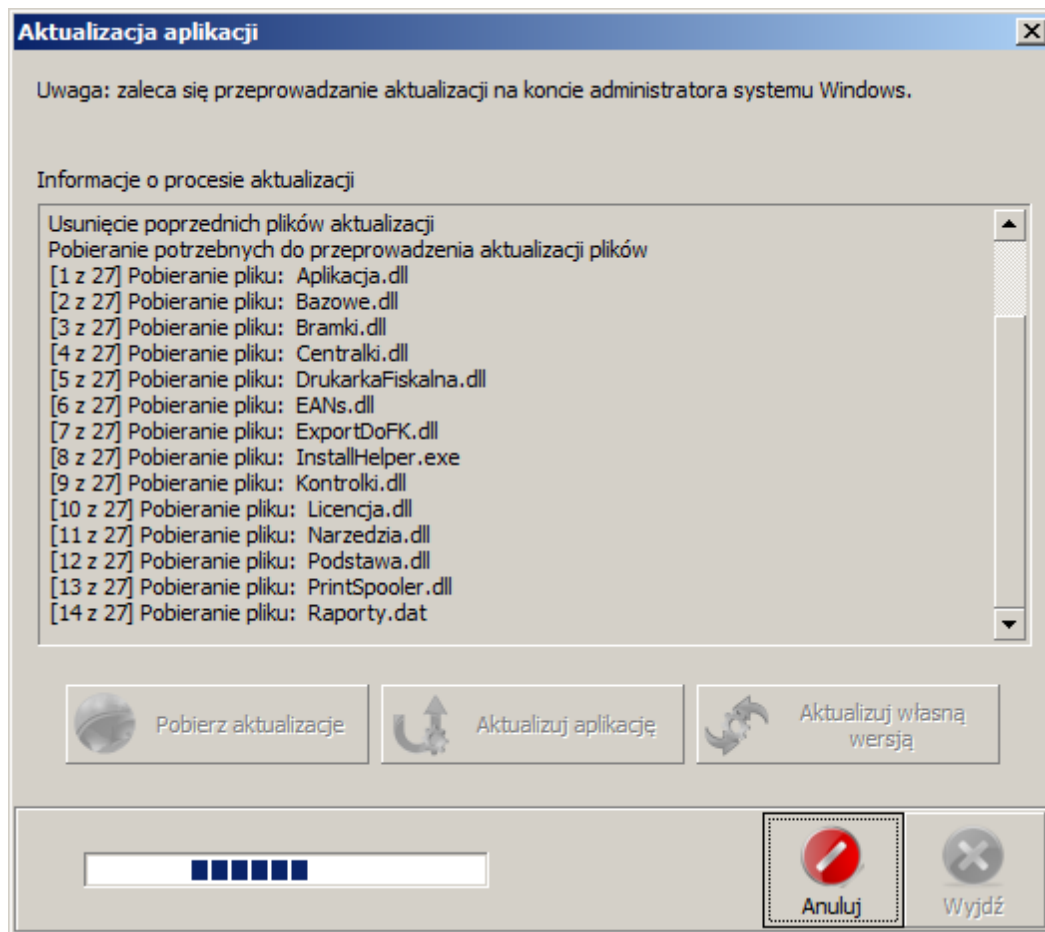 Aktualizacja aplikacji
Uwaga: zaleca się przeprowadzanie aktualizacji na koncie administratora systemu Windows.
Informacje o procesie aktualizacji
Usunięcie poprzednich plików aktualizacji
Pobieranie potrzebnych do przeprowadzenia aktualizacji plików
[1 z 27] Pobieranie pliku: Aplikacja.dll
[2 z 27] Pobieranie pliku: Bazowe.dll
[3 z 27] Pobieranie pliku: Bramki.dll
[4 z 27] Pobieranie pliku: Centralki.dll
[5 z 27] Pobieranie pliku: DrukarkaFiskalna.dll
[6 z 27] Pobieranie pliku: EANs.dll
[7 z 27] Pobieranie pliku: ExportDoFK.dll
[8 z 27] Pobieranie pliku: InstallHelper.exe
[9 z 27] Pobieranie pliku: Kontrolki.dll
[10 z 27] Pobieranie pliku: Licencja.dll
[11 z 27] Pobieranie pliku: Narzedzia.dll
[12 z 27] Pobieranie pliku: Podstawa.dll
[13 z 27] Pobieranie pliku: PrintSpooler.dll
[14 z 27] Pobieranie pliku: Raporty.dat
Pobierz aktualizacje
Aktualizuj aplikację
Aktualizuj własną
wersją
Anuluj
Wyjdź